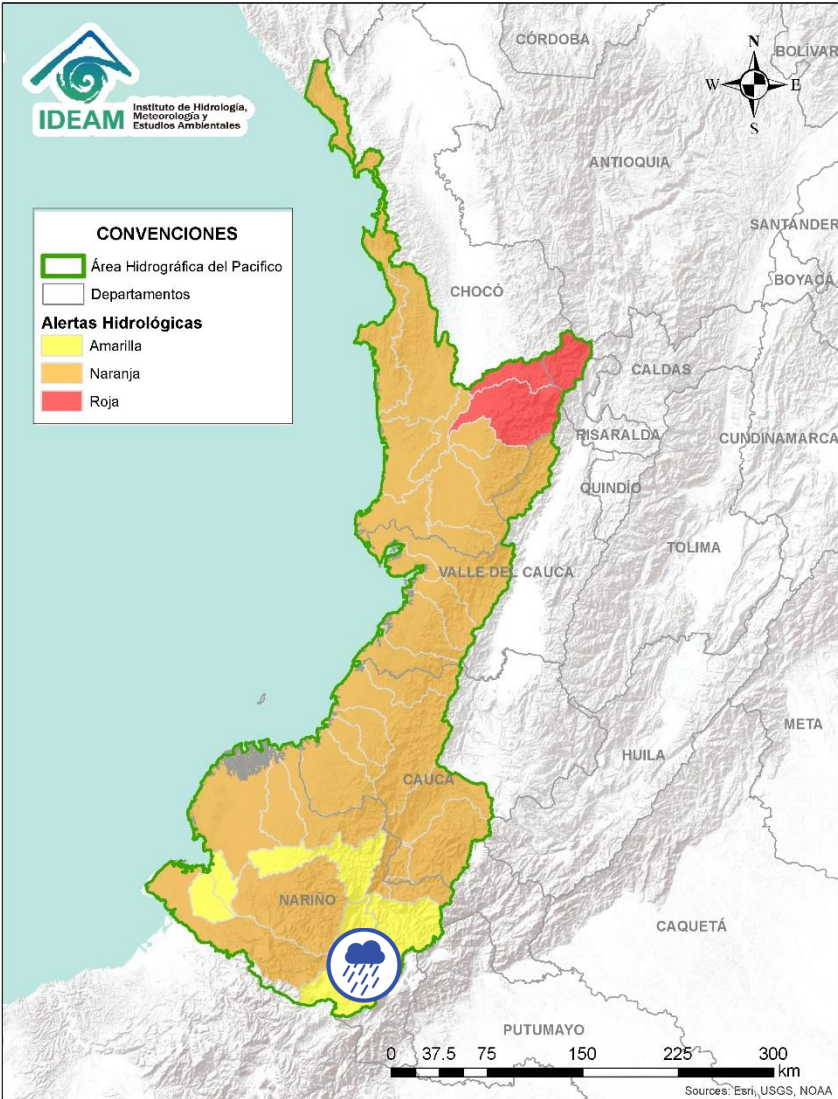 IDEAM
Instituto de Hidrología,
Meteorología y
Estudios Ambientales
CÓRDOBA
BOLÍVAR
N
W
E
S
ANTIOQUIA
SANTANDER
BOYACÁ
CONVENCIONES
Área Hidrográfica del Pacifico
Departamentos
Alertas Hidrológicas
Amarilla
Naranja
Roja
CHOCÓ
CALDAS
RISARALDA
CUNDINAMARCA
QUINDÍO
TOLIMA
VALLE DEL CAUCA
META
HUILA
CAUCA
NARIÑO
CAQUETÁ
PUTUMAYO
0 37.5 75 150 225 300
km
Sources: Esri, USGS, NOAA